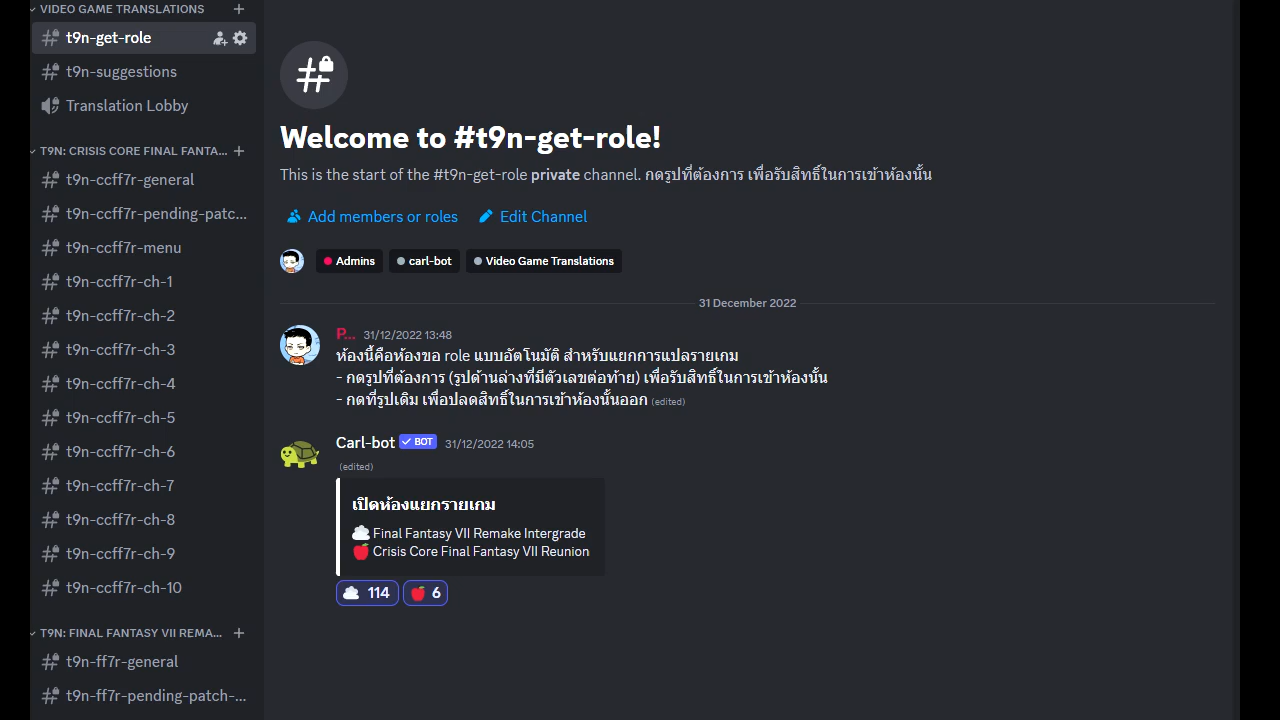 VIDEO GAME TRANSLATIONS
t9n-get-role
t9n-suggestions
Translation Lobby
T9N: CRISIS CORE FINAL FANTA...
t9n-ccff7r-general
t9n-ccff7r-pending-patc...
t9n-ccff7r-menu
t9n-ccff7r-ch-1
t9n-ccff7r-ch-2
t9n-ccff7r-ch-3
t9n-ccff7r-ch-4
t9n-ccff7r-ch-5
t9n-ccff7r-ch-6
t9n-ccff7r-ch-7
t9n-ccff7r-ch-8
t9n-ccff7r-ch-9
t9n-ccff7r-ch-10
T9N: FINAL FANTASY VII REMA...
t9n-ff7r-general
t9n-ff7r-pending-patch-...
Welcome to #t9n-get-role!
This is the start of the #t9n-get-role private channel. กดรูปที่ต้องการ เพื่อรับสิทธิ์ในการเข้าห้องนั้น
Add members or roles Edit Channel
Admins carl-bot Video Game Translations
31 December 2022
P... 31/12/2022 13:48
ห้องนี้คือห้องขอ role แบบอัตโนมัติ สำหรับแยกการแปลรายเกม
- กดรูปที่ต้องการ (รูปด้านล่างที่มีตัวเลขต่อท้าย) เพื่อรับสิทธิ์ในการเข้าห้องนั้น
- กดที่รูปเดิม เพื่อปลดสิทธิ์ในการเข้าห้องนั้นออก (edited)
Carl-bot BOT 31/12/2022 14:05
(edited)
เปิดห้องแยกรายเกม
Final Fantasy VII Remake Intergrade
Crisis Core Final Fantasy VII Reunion
114 6